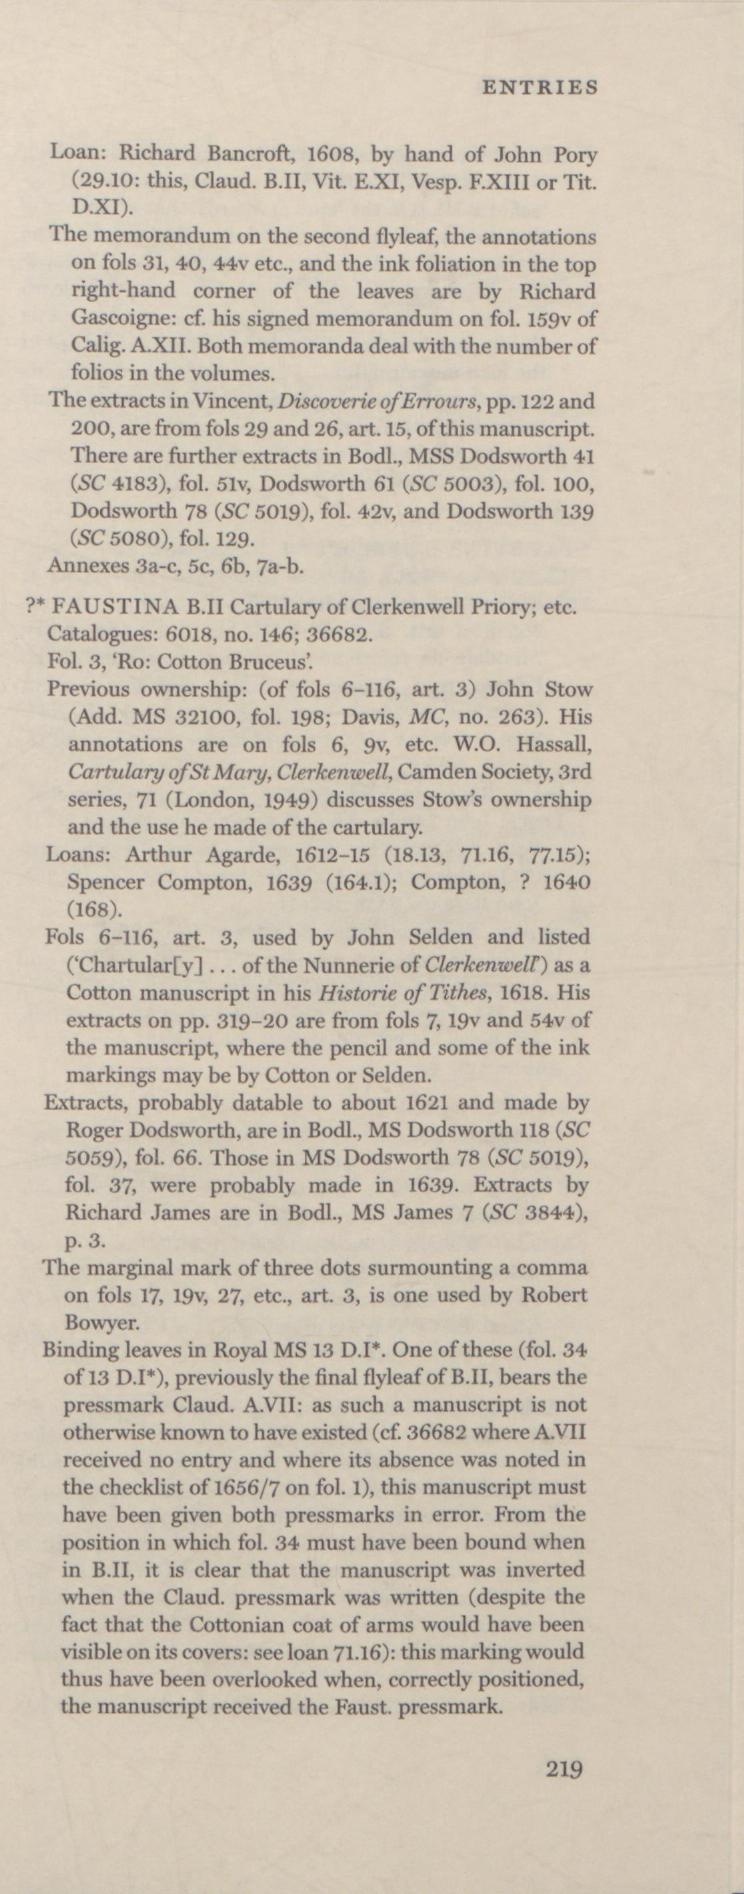 ENTRIES
Loan: Richard Bancroft, 1608, by hand of John Pory
(29.10: this, Claud. B.II, Vit. E.XI, Vesp. F.XIII or Tit.
D.XI).
The memorandum on the second flyleaf, the annotations
on fols 31, 40, 44v etc., and the ink foliation in the top
right-hand corner of the leaves are by Richard
Gascoigne: cf. his signed memorandum on fol. 159v of
Calig. A.XII. Both memoranda deal with the number of
folios in the volumes.
The extracts in Vincent, Discoverie of Errours, pp. 122 and
200, are from fols 29 and 26, art. 15, of this manuscript.
There are further extracts in Bodl., MSS Dodsworth 41
(SC 4183), fol. 51v, Dodsworth 61 (SC 5003), fol. 100,
Dodsworth 78 (SC 5019), fol. 42v, and Dodsworth 139
(SC 5080), fol. 129.
Annexes 3a-c, 5c, 6b, 7a-b.
?* FAUSTINA B.II Cartulary of Clerkenwell Priory; etc.
Catalogues: 6018, no. 146; 36682.
Fol. 3, ‘Ro: Cotton Bruceus’.
Previous ownership: (of fols 6–116, art. 3) John Stow
(Add. MS 32100, fol. 198; Davis, MC, no. 263). His
annotations are on fols 6, 9v, etc. W.O. Hassall,
Cartulary of St Mary, Clerkenwell, Camden Society, 3rd
series, 71 (London, 1949) discusses Stow’s ownership
and the use he made of the cartulary.
Loans: Arthur Agarde, 1612–15 (18.13, 71.16, 77.15);
Spencer Compton, 1639 (164.1); Compton, ? 1640
(168).
Fols 6–116, art. 3, used by John Selden and listed
(‘Chartular[y] . . . of the Nunnerie of Clerkenwell’) as a
Cotton manuscript in his Historie of Tithes, 1618. His
extracts on pp. 319–20 are from fols 7, 19v and 54v of
the manuscript, where the pencil and some of the ink
markings may be by Cotton or Selden.
Extracts, probably datable to about 1621 and made by
Roger Dodsworth, are in Bodl., MS Dodsworth 118 (SC
5059), fol. 66. Those in MS Dodsworth 78 (SC 5019),
fol. 37, were probably made in 1639. Extracts by
Richard James are in Bodl., MS James 7 (SC 3844),
p. 3.
The marginal mark of three dots surmounting a comma
on fols 17, 19v, 27, etc., art. 3, is one used by Robert
Bowyer.
Binding leaves in Royal MS 13 D.I*. One of these (fol. 34
of 13 D.I*), previously the final flyleaf of B.II, bears the
pressmark Claud. A.VII: as such a manuscript is not
otherwise known to have existed (cf. 36682 where A.VII
received no entry and where its absence was noted in
the checklist of 1656/7 on fol. 1), this manuscript must
have been given both pressmarks in error. From the
position in which fol. 34 must have been bound when
in B.II, it is clear that the manuscript was inverted
when the Claud. pressmark was written (despite the
fact that the Cottonian coat of arms would have been
visible on its covers: see loan 71.16): this marking would
thus have been overlooked when, correctly positioned,
the manuscript received the Faust. pressmark.
219